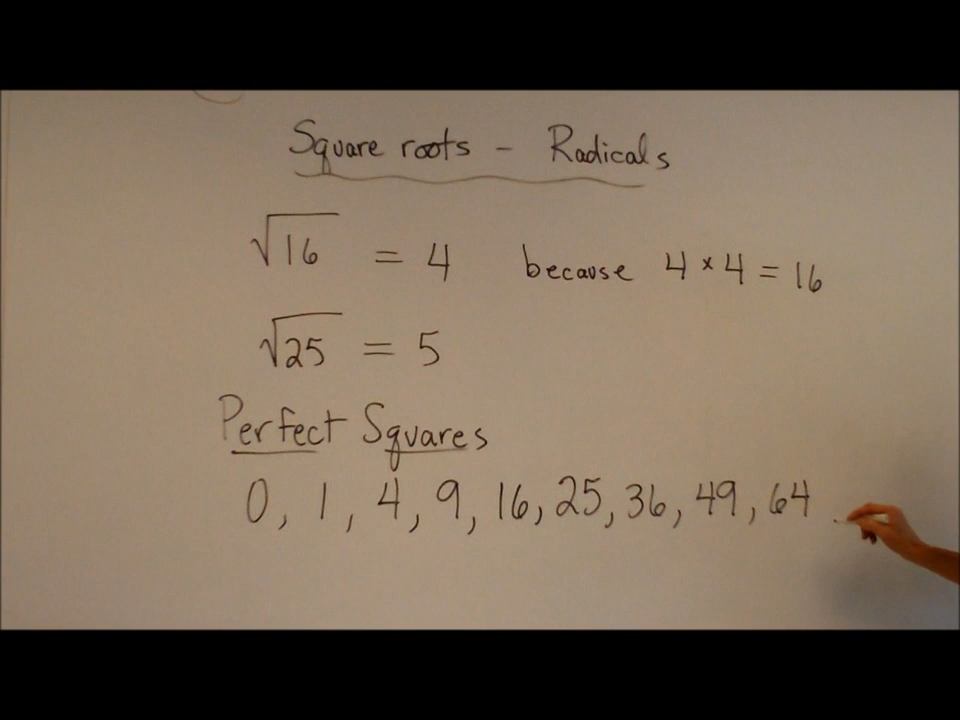 Square roots - Radicals
√16 = 4 because 4 × 4 = 16
√25 = 5
Perfect Squares
0, 1, 4, 9, 16, 25, 36, 49, 64